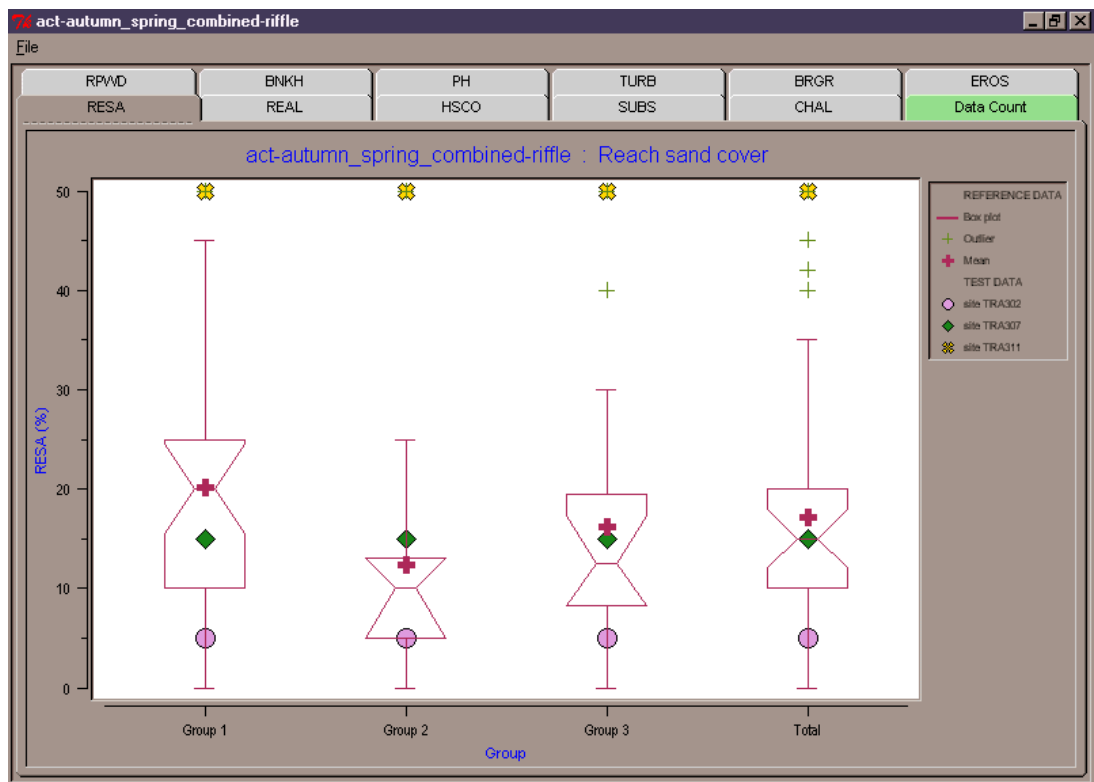 act-autumn_spring_combined-riffle
File
RPWD BNKH PH TURB BRGR EROS
RESA REAL HSCO SUBS CHAL Data Count
act-autumn_spring_combined-riffle : Reach sand cover
REFERENCE DATA
Box plot
Outlier
Mean
TEST DATA
site TRA302
site TRA307
site TRA311
RESA (%)
50
40
30
20
10
0
Group 1 Group 2 Group 3 Total
Group